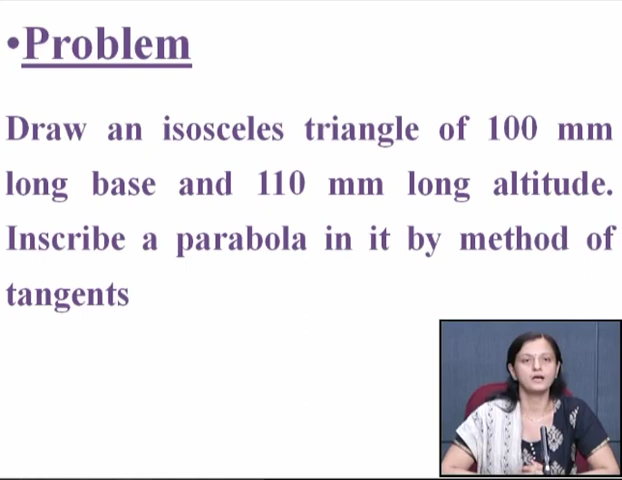 •Problem
Draw an isosceles triangle of 100 mm
long base and 110 mm long altitude.
Inscribe a parabola in it by method of
tangents